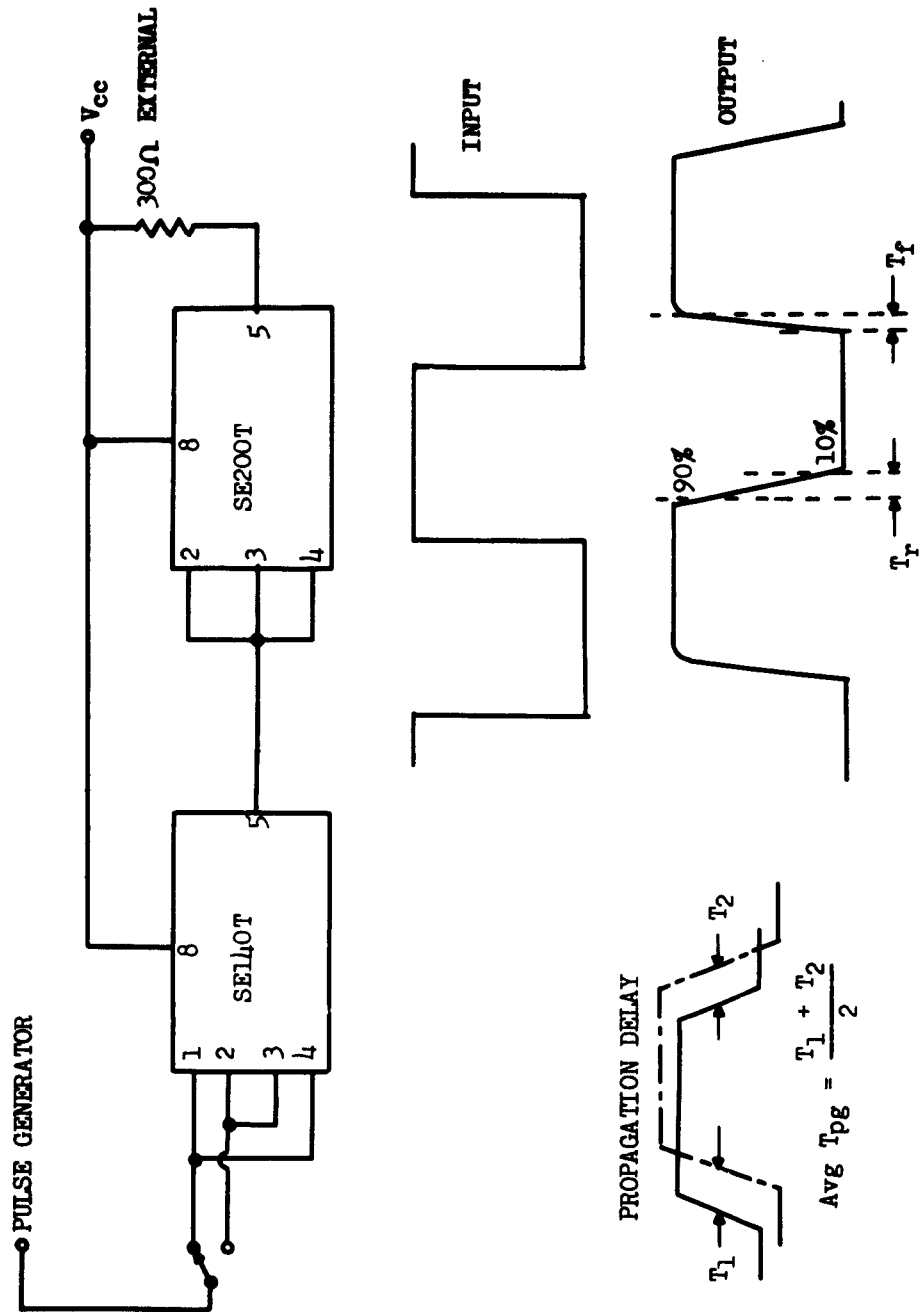 PULSE GENERATOR
Vcc
300Ω EXTERNAL
8
1
2
3
4
SE140T
5
8
2
3
4
SE200T
5
INPUT
OUTPUT
90%
10%
Tr
Tf
PROPAGATION DELAY
T1
T2
Avg Tpg = T1 + T2 / 2